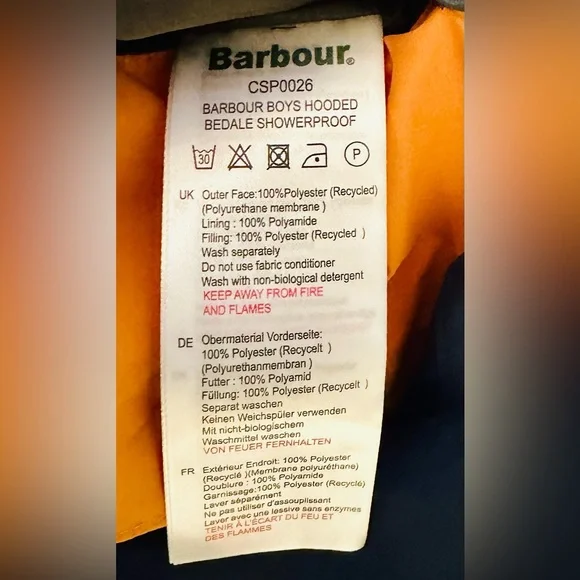 Barbour®
CSP0026
BARBOUR BOYS HOODED
BEDALE SHOWERPROOF
30 P
UK Outer Face:100%Polyester (Recycled)
(Polyurethane membrane )
Lining : 100% Polyamide
Filling: 100% Polyester (Recycled )
Wash separately
Do not use fabric conditioner
Wash with non-biological detergent
KEEP AWAY FROM FIRE
AND FLAMES
DE Obermaterial Vorderseite:
100% Polyester (Recycelt )
(Polyurethanmembran )
Futter : 100% Polyamid
Füllung: 100% Polyester (Recycelt )
Separat waschen
Keinen Weichspüler verwenden
Mit nicht-biologischem
Waschmittel waschen
VON FEUER FERNHALTEN
FR Extérieur Endroit: 100% Polyester
(Recyclé )(Membrane polyuréthane)
Doublure : 100% Polyamide
Garnissage:100% Polyester (Recyclé)
Laver séparément
Ne pas utiliser d'assouplissant
Laver avec une lessive sans enzymes
TENIR À L'ÉCART DU FEU ET
DES FLAMMES